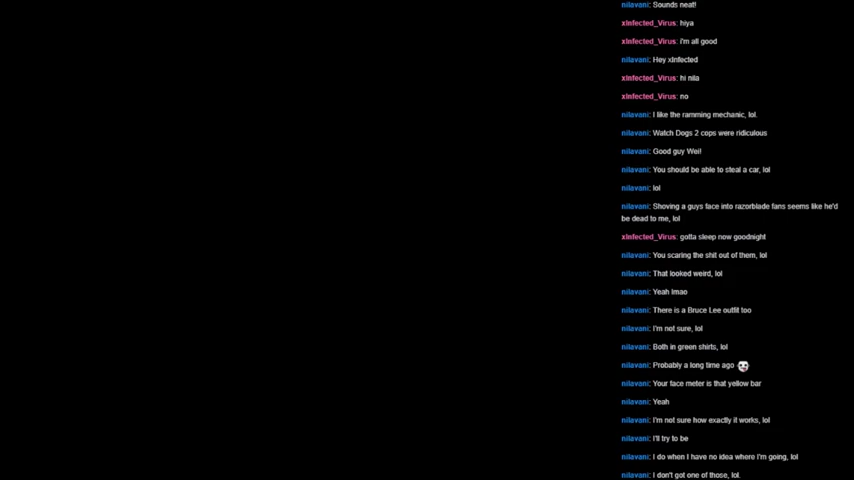 nilavani: Sounds neat!
xInfected_Virus: hiya
xInfected_Virus: i'm all good
nilavani: Hey xInfected
xInfected_Virus: hi nila
xInfected_Virus: no
nilavani: I like the ramming mechanic, lol.
nilavani: Watch Dogs 2 cops were ridiculous
nilavani: Good guy Wei!
nilavani: You should be able to steal a car, lol
nilavani: lol
nilavani: Shoving a guys face into razorblade fans seems like he'd
be dead to me, lol
xInfected_Virus: gotta sleep now goodnight
nilavani: You scaring the shit out of them, lol
nilavani: That looked weird, lol
nilavani: Yeah lmao
nilavani: There is a Bruce Lee outfit too
nilavani: I'm not sure, lol
nilavani: Both in green shirts, lol
nilavani: Probably a long time ago
nilavani: Your face meter is that yellow bar
nilavani: Yeah
nilavani: I'm not sure how exactly it works, lol
nilavani: I'll try to be
nilavani: I do when I have no idea where I'm going, lol
nilavani: I don't got one of those, lol.